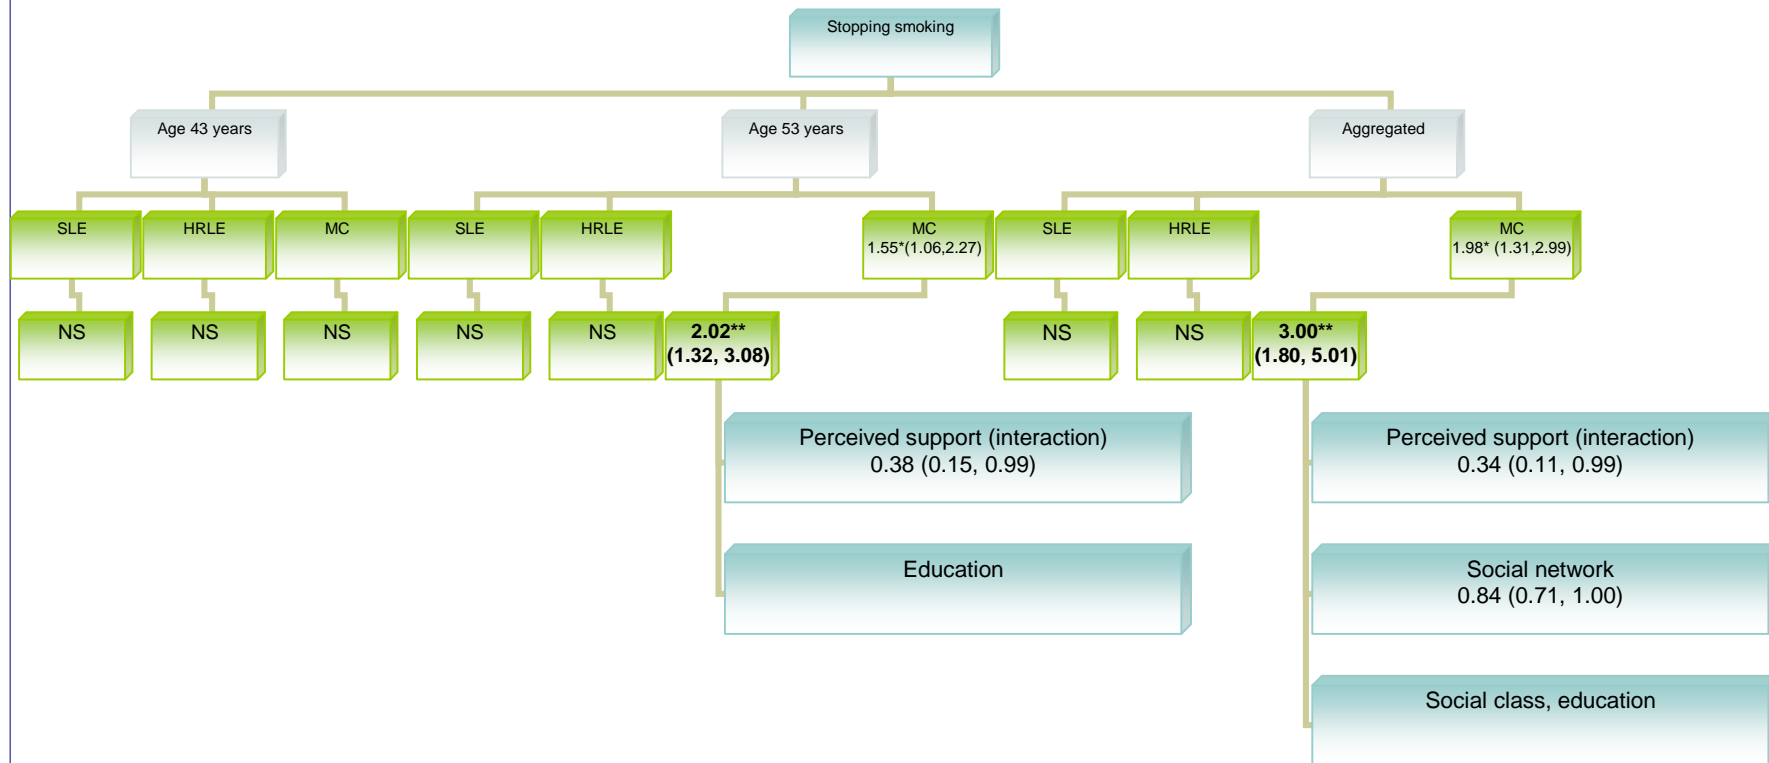 Stopping smoking
Age 43 years
Age 53 years
Aggregated
SLE
HRLE
MC
SLE
HRLE
MC
1.55*(1.06,2.27)
SLE
HRLE
MC
1.98* (1.31,2.99)
NS
NS
NS
NS
NS
2.02**
(1.32, 3.08)
NS
NS
3.00**
(1.80, 5.01)
Perceived support (interaction)
0.38 (0.15, 0.99)
Perceived support (interaction)
0.34 (0.11, 0.99)
Education
Social network
0.84 (0.71, 1.00)
Social class, education